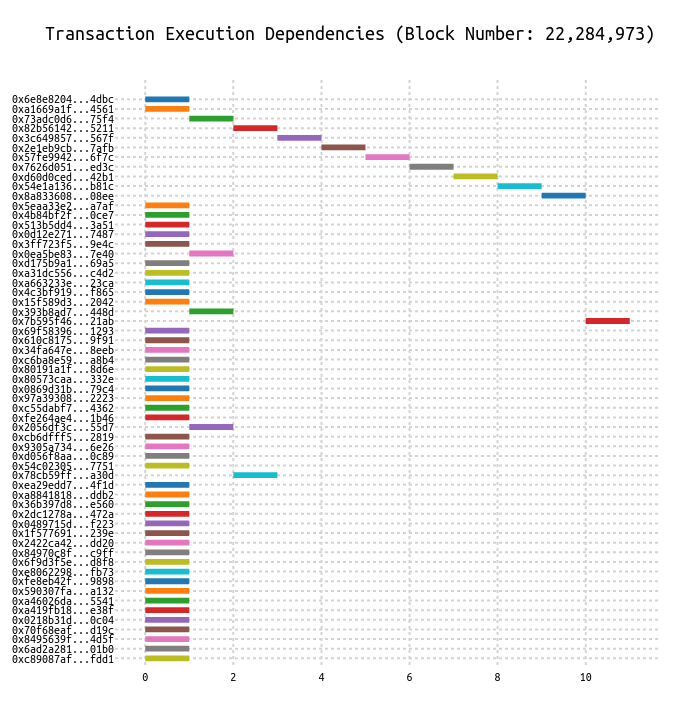 Transaction Execution Dependencies (Block Number: 22,284,973)
0x6e8e8204...4dbc
0xa1669a1f...4561
0x73adc0d6...75f4
0x82b56142...5211
0x3c649857...567f
0x2e1eb9cb...7afb
0x57fe9942...6f7c
0x7626d051...ed3c
0xd60d0ced...42b1
0x54e1a136...b81c
0x8a833608...08ee
0x5eaa33e2...a7af
0x4b84bf2f...0ce7
0x513b5dd4...3a51
0x0d12e271...7487
0x3ff723f5...9e4c
0x0ea5be83...7e40
0xd175b9a1...69a5
0xa31dc556...c4d2
0xa663233e...23ca
0x4c3bf919...f865
0x15f589d3...2042
0x393b8ad7...448d
0x7b595f46...21ab
0x69f58396...1293
0x610c8175...9f91
0x34fa647e...8eeb
0xc6ba8e59...a8b4
0x80191a1f...8d6e
0x80573caa...332e
0x0869d31b...79c4
0x97a39308...2223
0xc55dabf7...4362
0xfe264ae4...1b46
0x2056df3c...55d7
0xcb6dfff5...2819
0x9305a734...6e26
0xd056f8aa...0c89
0x54c02305...7751
0x78cb59ff...a30d
0xea29edd7...4f1d
0xa8841818...ddb2
0x36b397d8...e560
0x2dc1278a...472a
0x0489715d...f223
0x1f577691...239e
0x2422ca42...dd20
0x84970c8f...c9ff
0x6f9d3f5e...d8f8
0xe8062298...fb73
0xfe8eb42f...9898
0x590307fa...a132
0xa46026da...5541
0xa419fb18...e38f
0x0218b31d...0c04
0x70f68eaf...d19c
0x8495639f...4d5f
0x6ad2a281...01b0
0xc89087af...fdd1
0 2 4 6 8 10